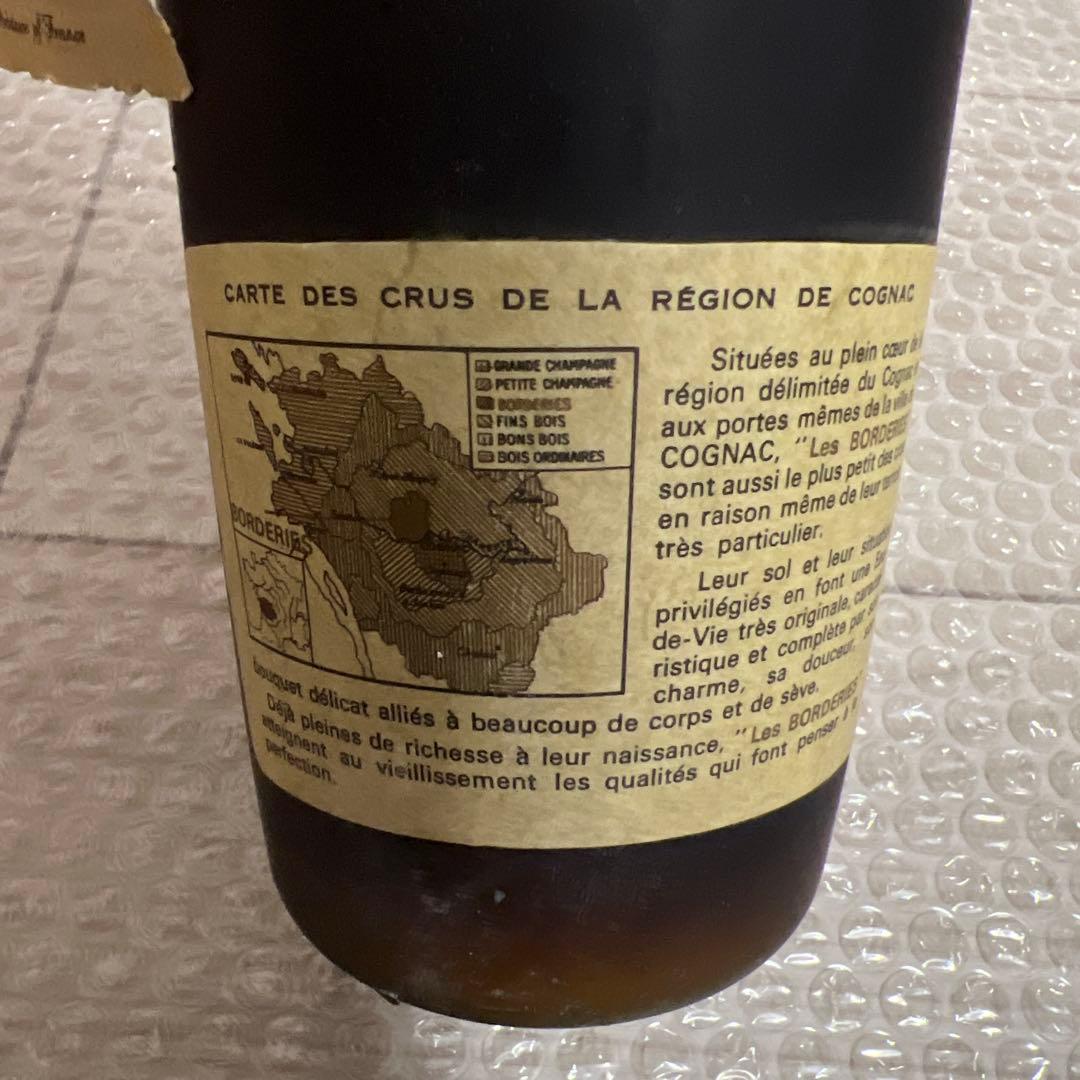 of France
CARTE DES CRUS DE LA RÉGION DE COGNAC
GRANDE CHAMPAGNE
PETITE CHAMPAGNE
BORDERIES
FINS BOIS
BONS BOIS
BOIS ORDINAIRES
BORDERIES
Situées au plein cœur de
région délimitée du Cognac
aux portes mêmes de la ville
COGNAC, "Les BORDERIES
sont aussi le plus petit des
en raison même de leur
très particulier.
Leur sol et leur situation
privilégiés en font une
de-Vie très originale,
ristique et complète par
charme, sa douceur,
bouquet délicat alliés à beaucoup de corps et de sève.
Déjà pleines de richesse à leur naissance, "Les BORDERIES"
atteignent au vieillissement les qualités qui font penser à
perfection.